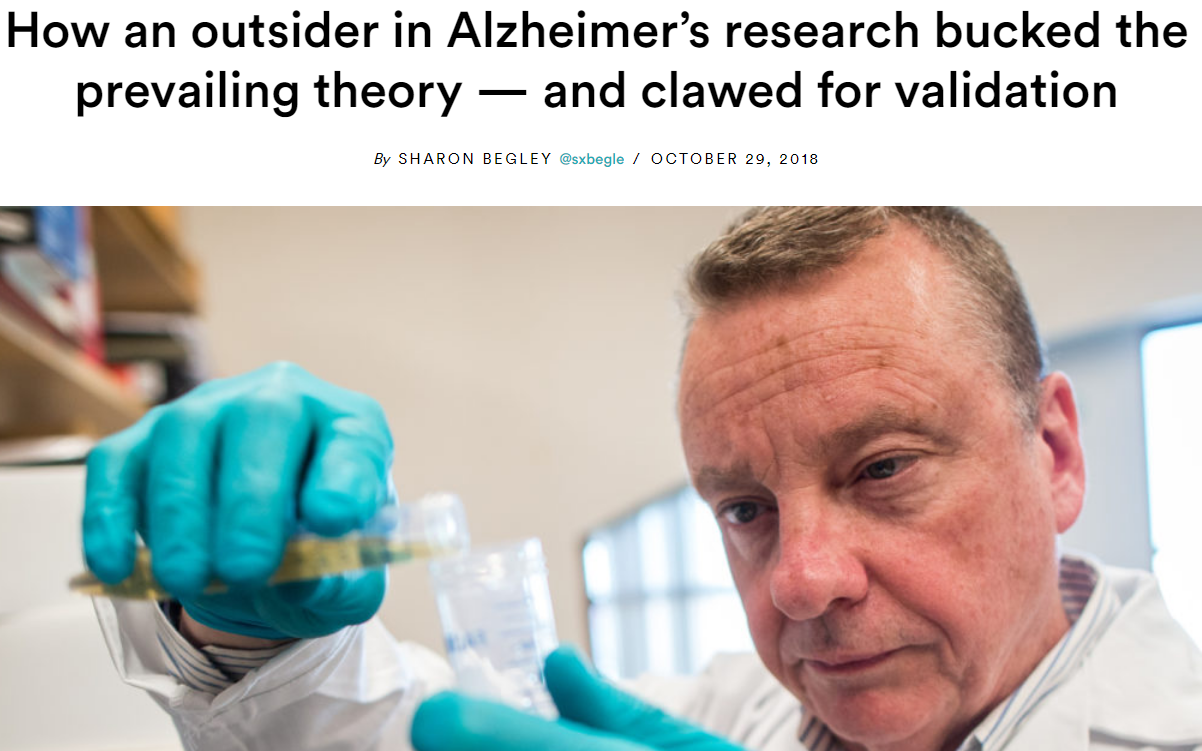 How an outsider in Alzheimer’s research bucked the
prevailing theory — and clawed for validation
By SHARON BEGLEY @sxbegle / OCTOBER 29, 2018